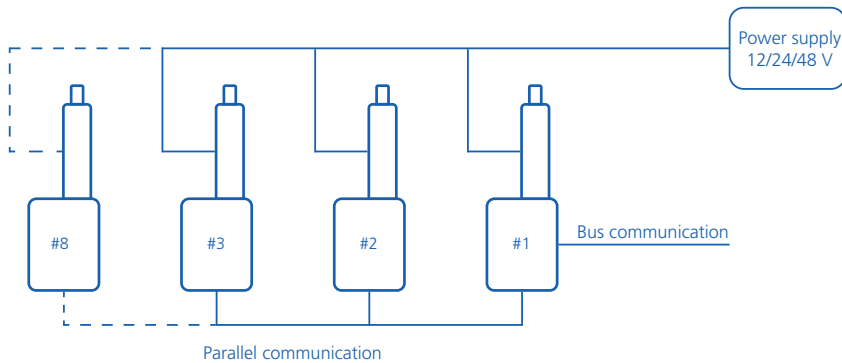 Power supply
12/24/48 V
#8
#3
#2
#1
Bus communication
Parallel communication